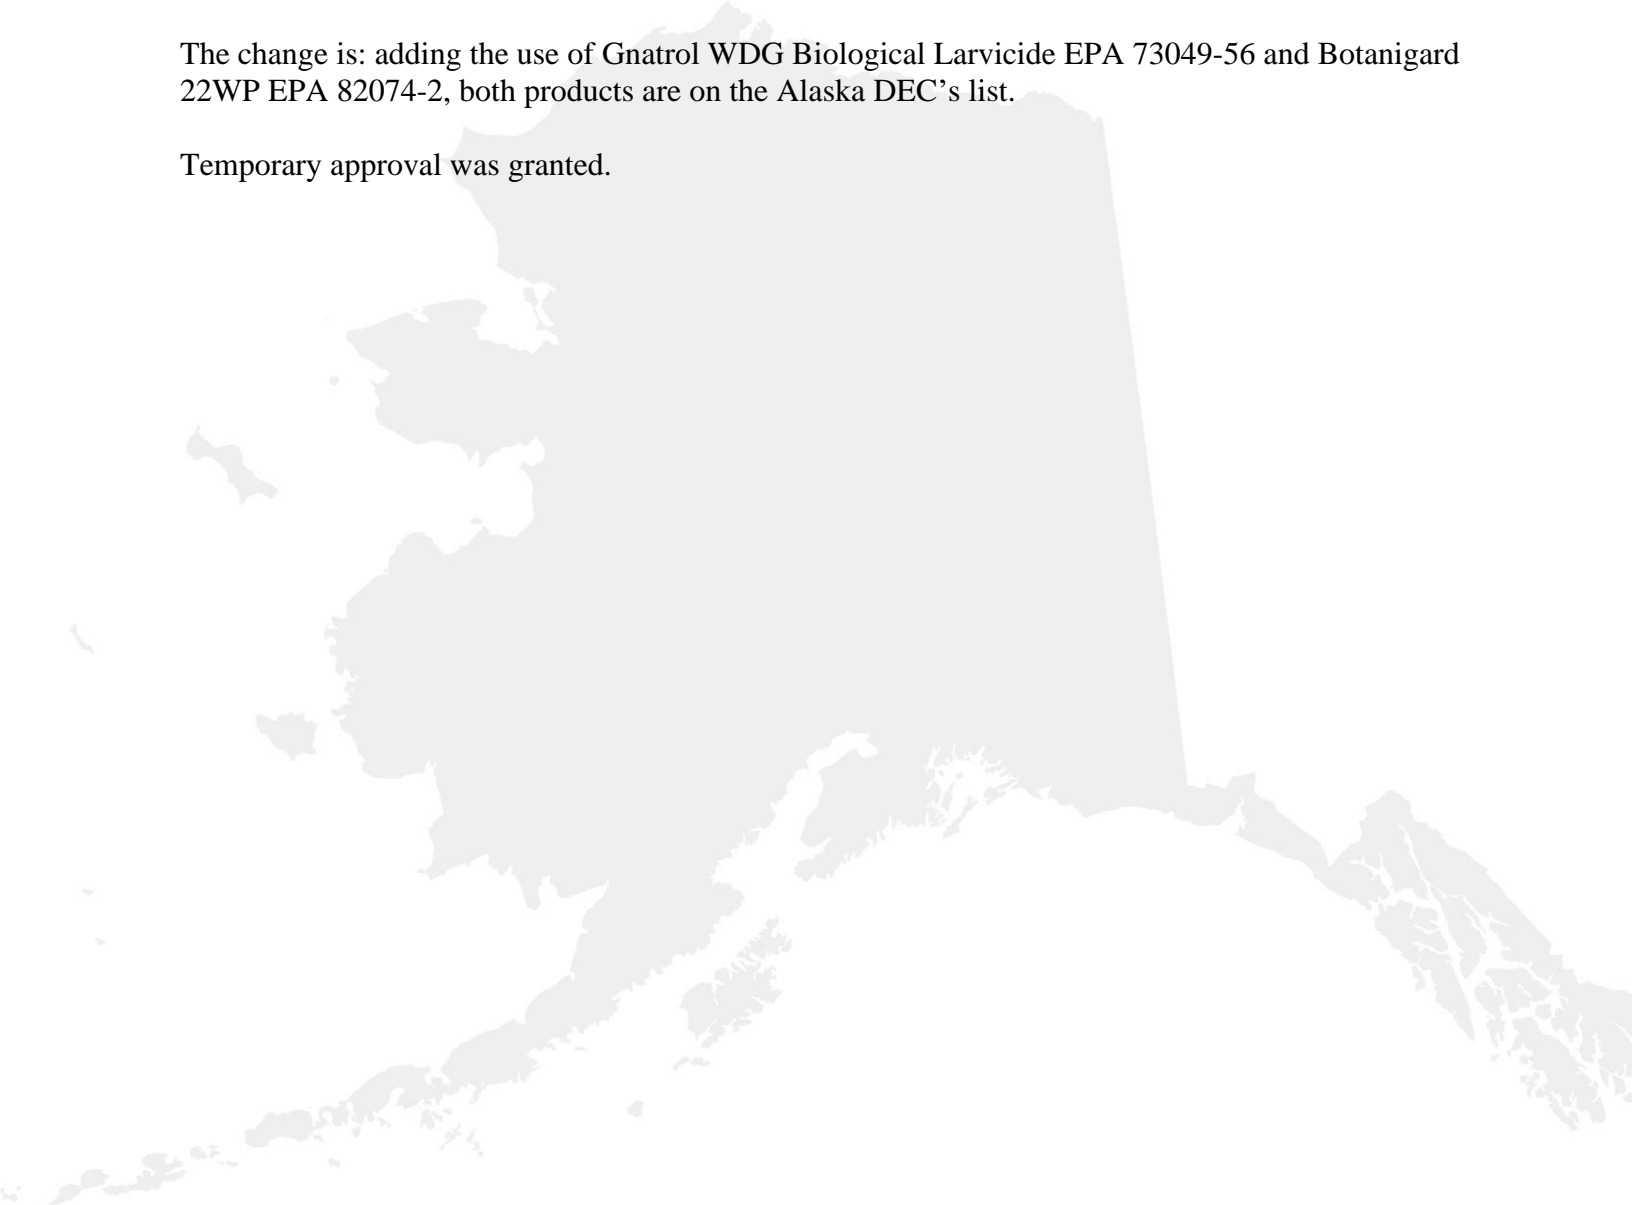 The change is: adding the use of Gnatrol WDG Biological Larvicide EPA 73049-56 and Botanigard
22WP EPA 82074-2, both products are on the Alaska DEC’s list.
Temporary approval was granted.